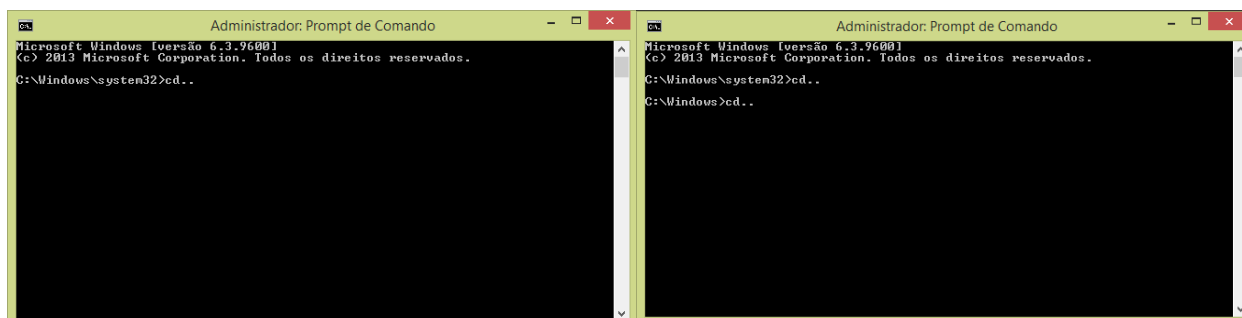 Administrador: Prompt de Comando
Microsoft Windows [versão 6.3.9600]
(c) 2013 Microsoft Corporation. Todos os direitos reservados.
C:\Windows\system32>cd..
Administrador: Prompt de Comando
Microsoft Windows [versão 6.3.9600]
(c) 2013 Microsoft Corporation. Todos os direitos reservados.
C:\Windows\system32>cd..
C:\Windows>cd..